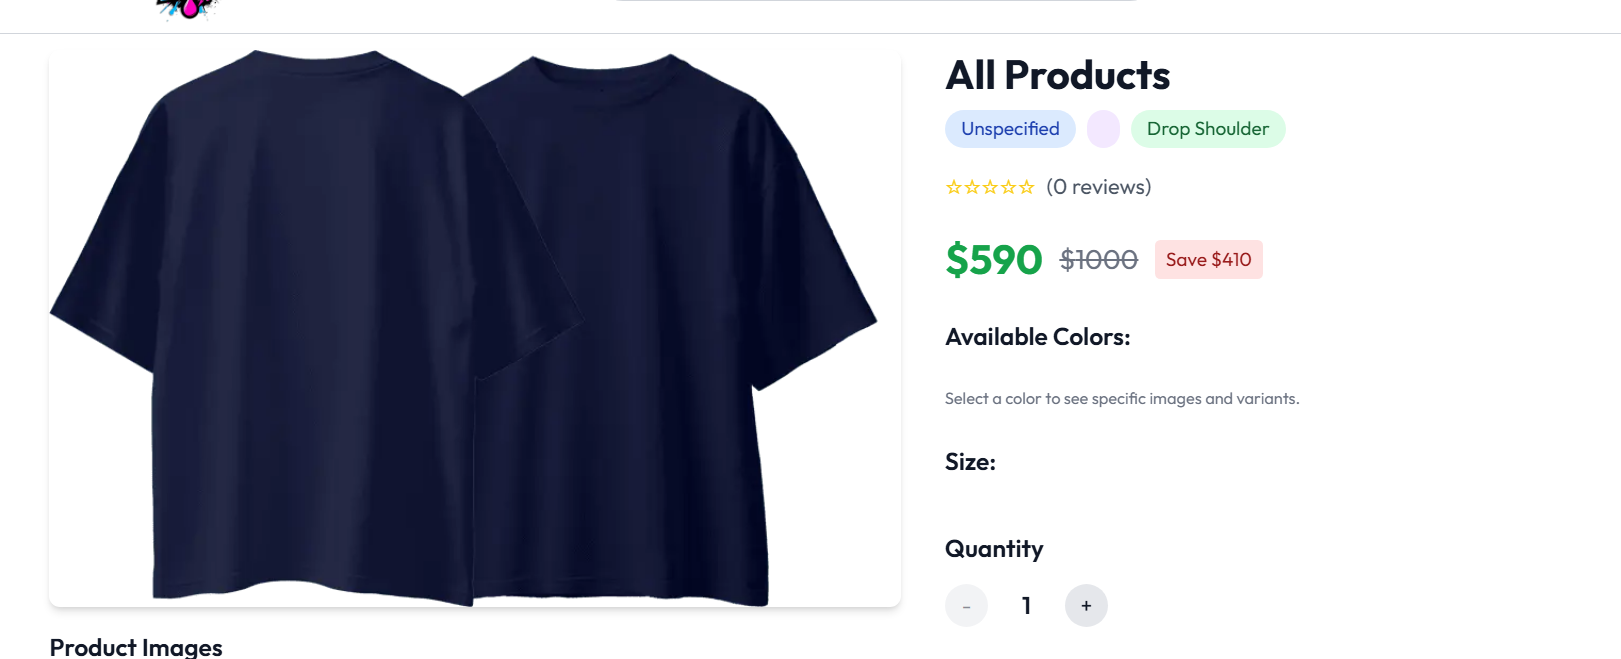 All Products
Unspecified Drop Shoulder
☆☆☆☆☆ (0 reviews)
$590 $1000 Save $410
Available Colors:
Select a color to see specific images and variants.
Size:
Quantity
- 1 +
Product Images